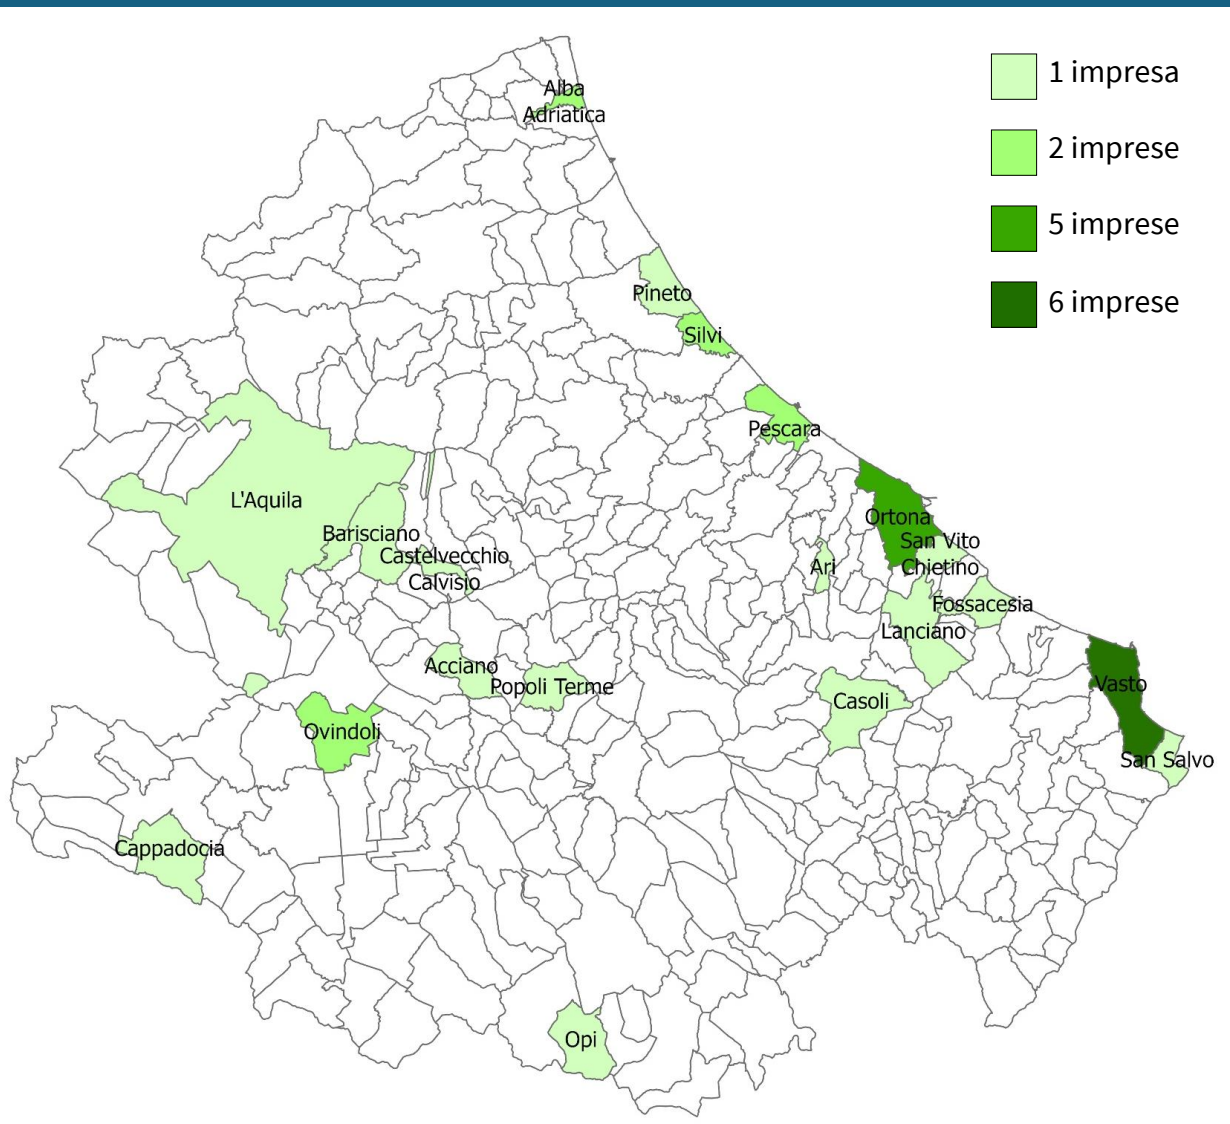 1 impresa
2 imprese
5 imprese
6 imprese
Alba
Adriatica
Pineto
Silvi
Pescara
L'Aquila
Ortona
Barisciano
San Vito
Chietino
Castelvecchio
Calvisio
Ari
Fossacesia
Lanciano
Acciano
Popoli Terme
Vasto
Casoli
Ovindoli
San Salvo
Cappadocia
Opi